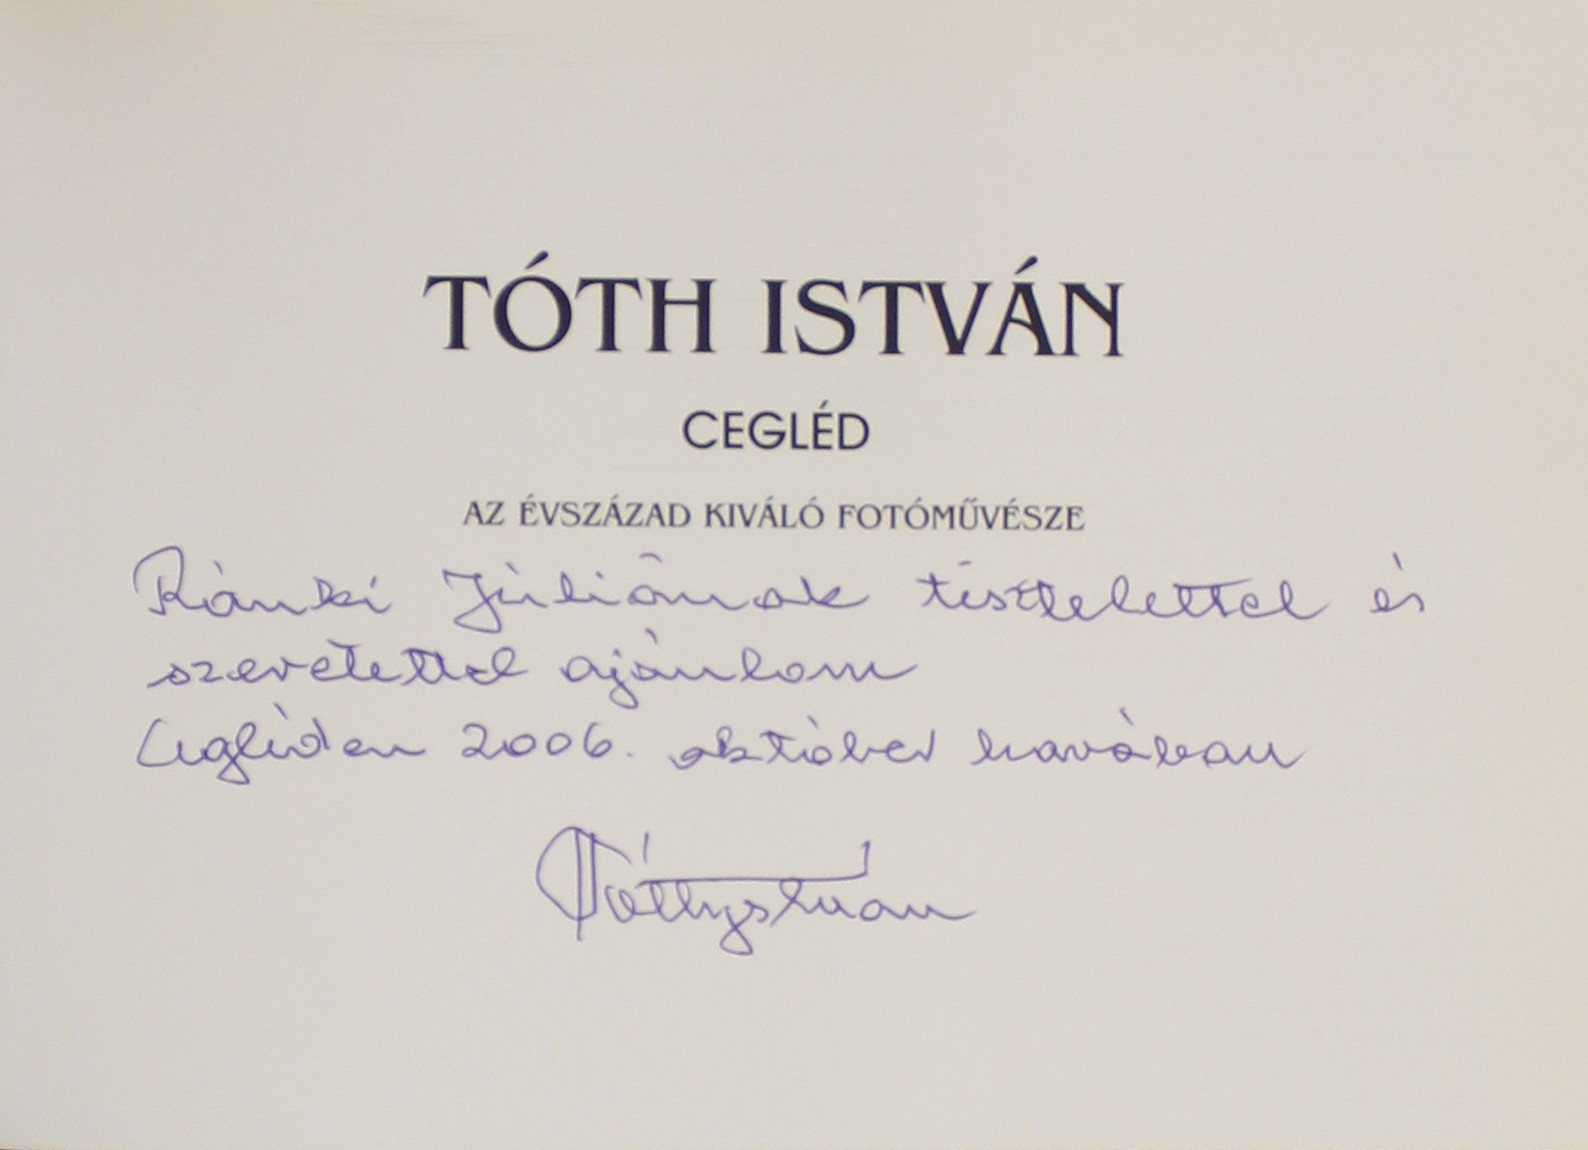 TÓTH ISTVÁN
CEGLÉD
AZ ÉVSZÁZAD KIVÁLÓ FOTÓMŰVÉSZE
Ránki Júliának tisztelettel és
szeretettel ajánlom
Cegléden 2006. október havában
Tóth István